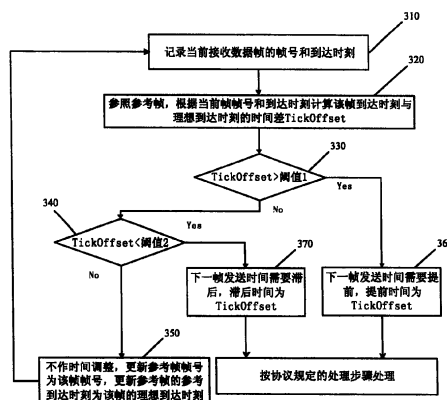 310
记录当前接收数据帧的帧号和到达时刻
320
参照参考帧，根据当前帧帧号和到达时刻计算该帧到达时刻与
理想到达时刻的时间差TickOffset
330
TickOffset>阈值1
Yes
No
340
TickOffset<阈值2
Yes
No
370
下一帧发送时间需要滞
后，滞后时间为
TickOffset
36
下一帧发送时间需要提
前，提前时间为
TickOffset
350
不作时间调整，更新参考帧帧号
为该帧帧号，更新参考帧的参考
到达时刻为该帧的理想到达时刻
按协议规定的处理步骤处理